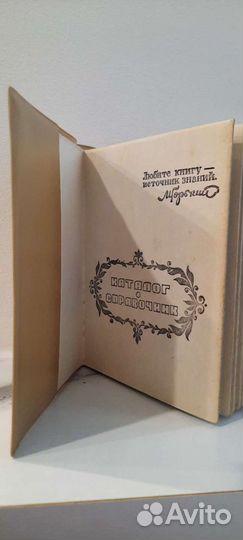 Любите книгу —
источник знаний.
М. Горький
КАТАЛОГ
СПРАВОЧНИК
Avito